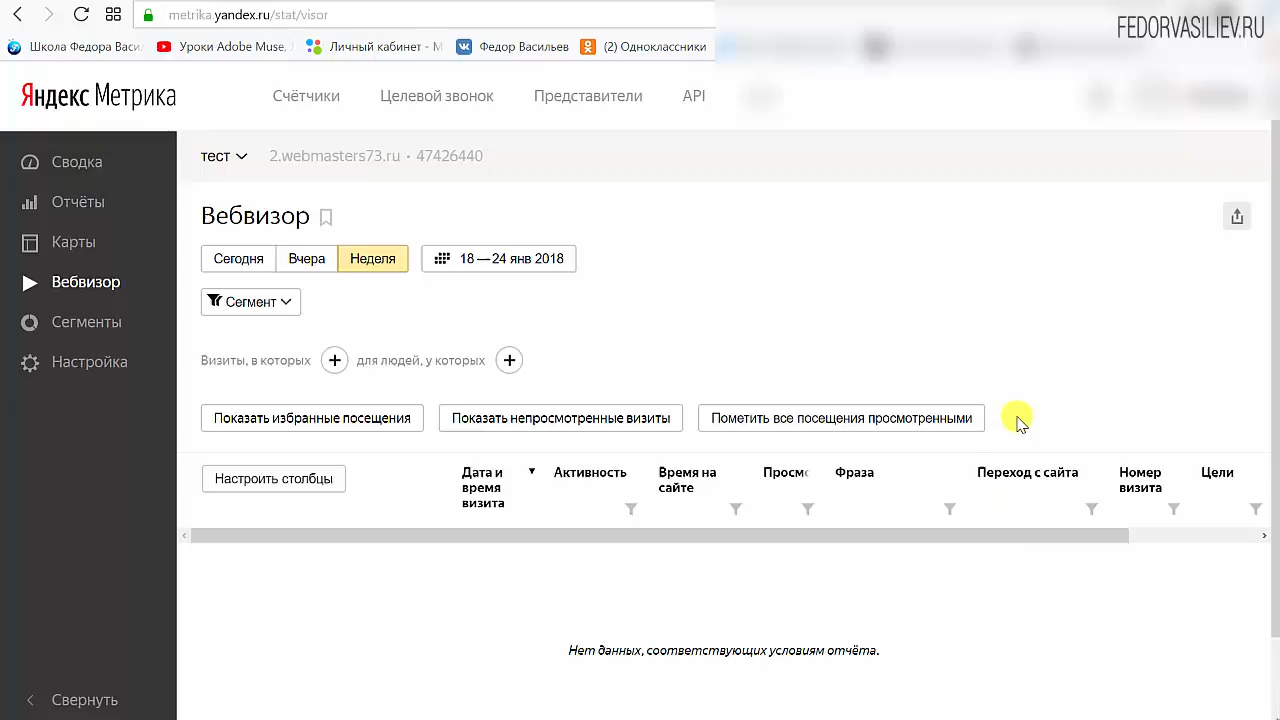 metrika.yandex.ru/stat/visor
FEDORVASILIEV.RU
Школа Федора Васи
Уроки Adobe Muse,
Личный кабинет - М
Федор Васильев
(2) Одноклассники
Яндекс Метрика
Счётчики
Целевой звонок
Представители
API
Сводка
Отчёты
Карты
Вебвизор
Сегменты
Настройка
Свернуть
тест
2.webmasters73.ru • 47426440
Вебвизор
Сегодня
Вчера
Неделя
18 — 24 янв 2018
Сегмент
Визиты, в которых + для людей, у которых +
Показать избранные посещения
Показать непросмотренные визиты
Пометить все посещения просмотренными
Настроить столбцы
Дата и
время
визита
Активность
Время на
сайте
Просм
Фраза
Переход с сайта
Номер
визита
Цели
Нет данных, соответствующих условиям отчёта.